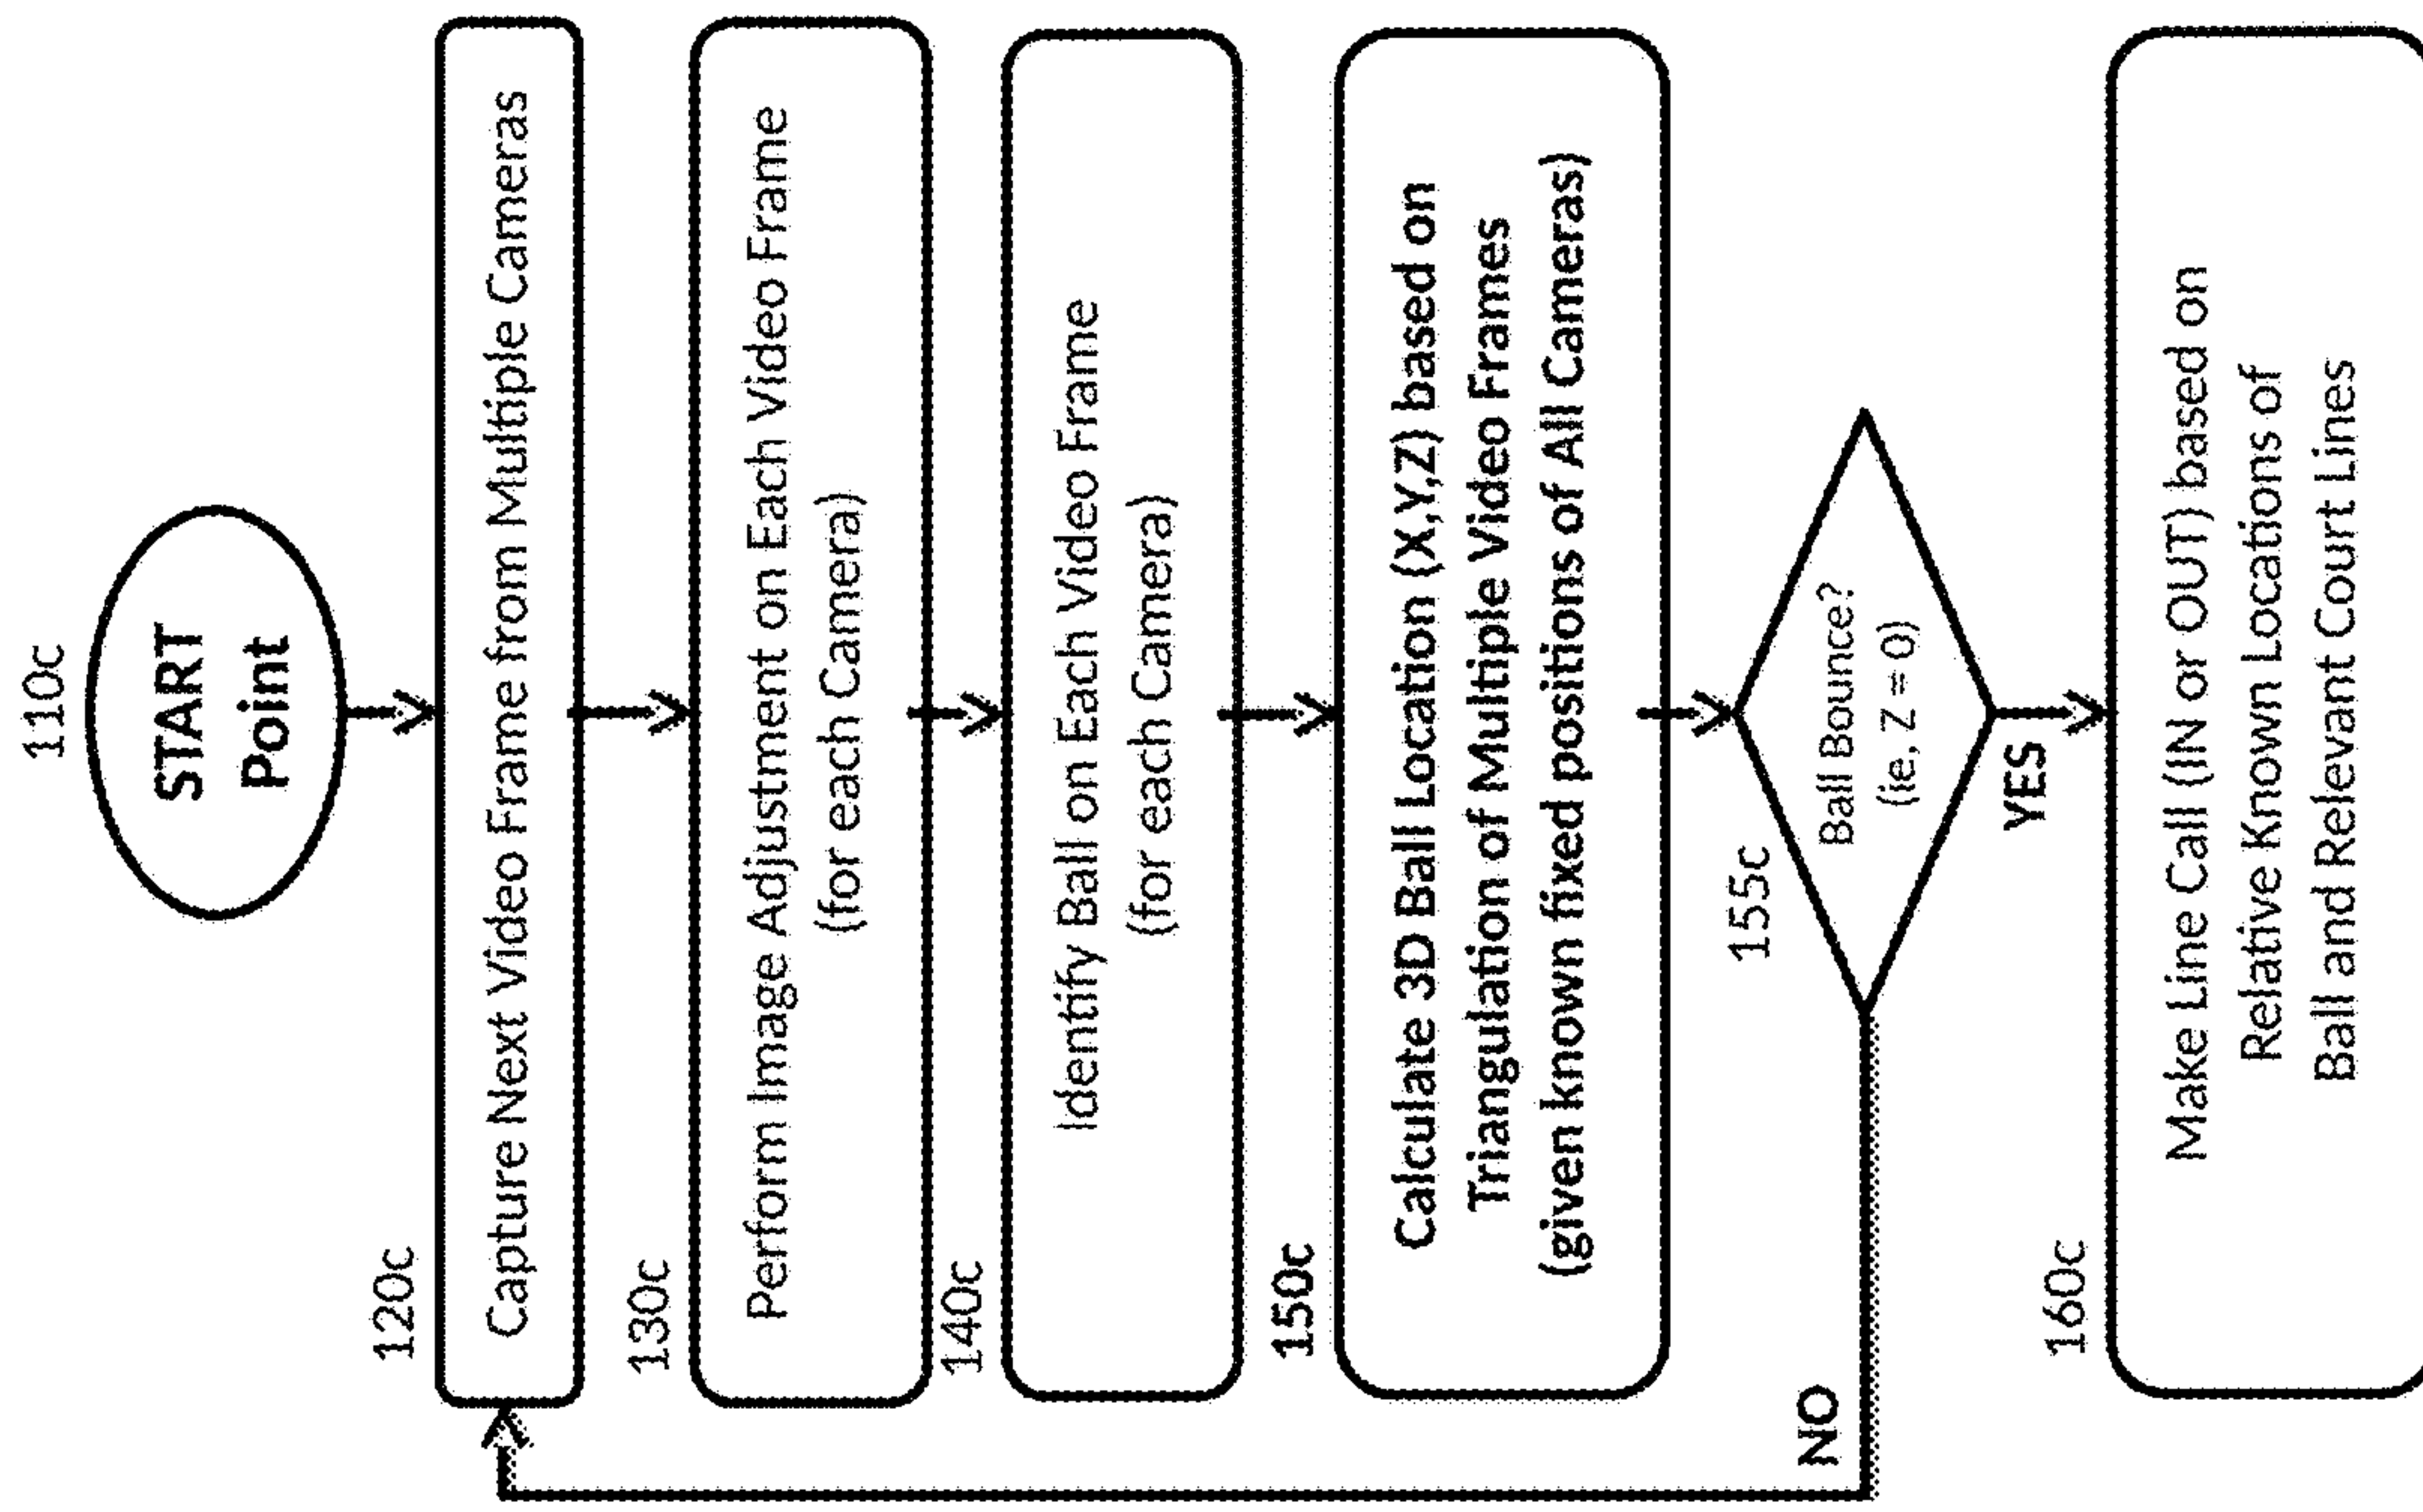 110c
START
Point
120c
Capture Next Video Frame from Multiple Cameras
130c
Perform Image Adjustment on Each Video Frame
(for each Camera)
140c
Identify Ball on Each Video Frame
(for each Camera)
150c
Calculate 3D Ball Location (X,Y,Z) based on
Triangulation of Multiple Video Frames
(given known fixed positions of All Cameras)
155c
Ball Bounce?
(ie. Z = 0)
NO
YES
160c
Make Line Call (IN or OUT) based on
Relative Known Locations of
Ball and Relevant Court Lines